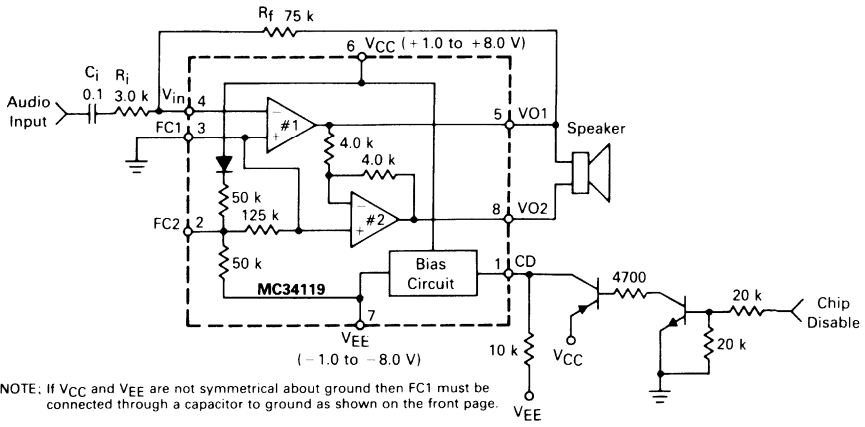 Rf 75 k
6 VCC (+1.0 to +8.0 V)
Ci
0.1
Ri
3.0 k
Vin
4
Audio
Input
FC1
3
−
+
#1
5
VO1
Speaker
4.0 k
4.0 k
50 k
−
+
#2
FC2
2
125 k
8
VO2
50 k
Bias
Circuit
1
CD
MC34119
7
VEE
(−1.0 to −8.0 V)
4700
20 k
Chip
Disable
20 k
10 k
VCC
VEE
NOTE: If VCC and VEE are not symmetrical about ground then FC1 must be
connected through a capacitor to ground as shown on the front page.